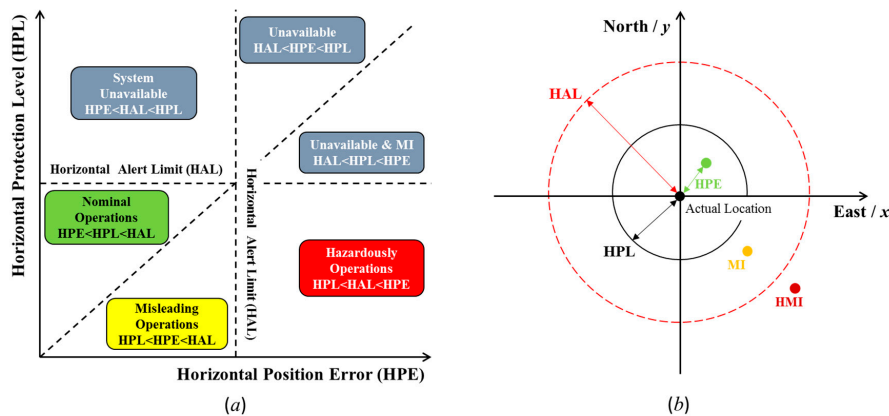 Horizontal Protection Level (HPL)
Unavailable
HAL<HPE<HPL
System
Unavailable
HPE<HAL<HPL
Unavailable & MI
HAL<HPL<HPE
Horizontal Alert Limit (HAL)
Horizontal Alert Limit (HAL)
Nominal
Operations
HPE<HPL<HAL
Hazardously
Operations
HPL<HAL<HPE
Misleading
Operations
HPL<HPE<HAL
Horizontal Position Error (HPE)
(a)
North / y
HAL
HPE
Actual Location
East / x
HPL
MI
HMI
(b)